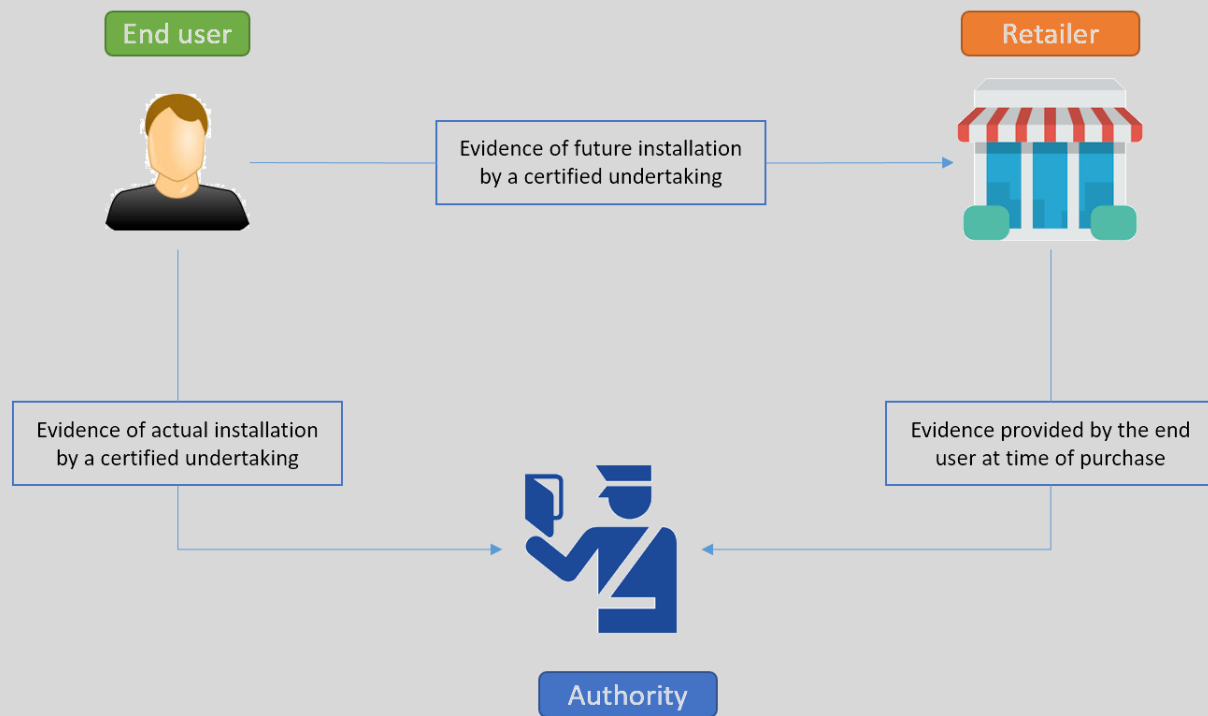 End user
Retailer
Evidence of future installation
by a certified undertaking
Evidence of actual installation
by a certified undertaking
Evidence provided by the end
user at time of purchase
Authority